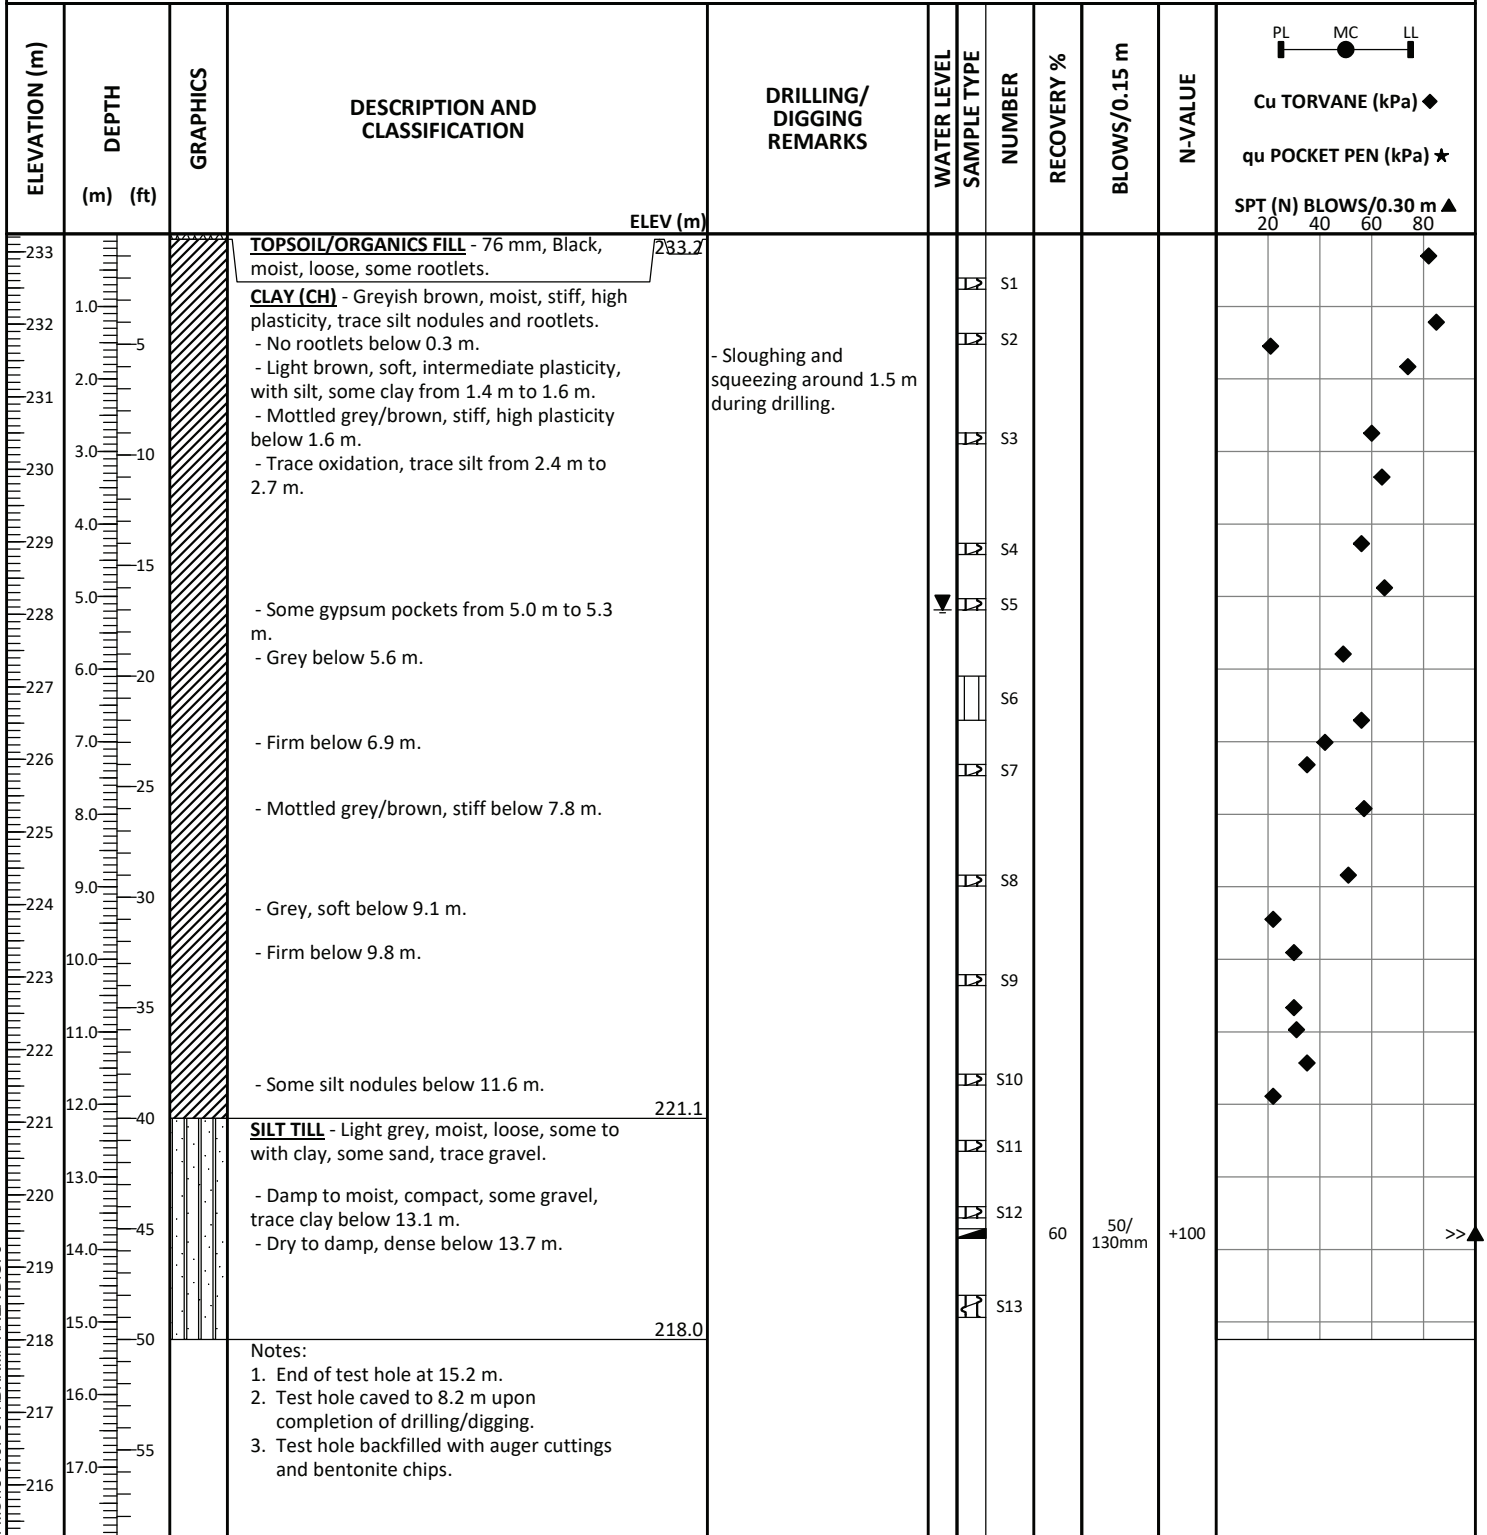 ELEVATION (m)
DEPTH
(m) (ft)
GRAPHICS
DESCRIPTION AND
CLASSIFICATION
ELEV (m)
DRILLING/
DIGGING
REMARKS
WATER LEVEL
SAMPLE TYPE
NUMBER
RECOVERY %
BLOWS/0.15 m
N-VALUE
PL MC LL
Cu TORVANE (kPa) ◆
qu POCKET PEN (kPa) ★
SPT (N) BLOWS/0.30 m ▲
20 40 60 80
TOPSOIL/ORGANICS FILL - 76 mm, Black,
moist, loose, some rootlets.
233.2
CLAY (CH) - Greyish brown, moist, stiff, high
plasticity, trace silt nodules and rootlets.
- No rootlets below 0.3 m.
- Light brown, soft, intermediate plasticity,
with silt, some clay from 1.4 m to 1.6 m.
- Mottled grey/brown, stiff, high plasticity
below 1.6 m.
- Trace oxidation, trace silt from 2.4 m to
2.7 m.
- Some gypsum pockets from 5.0 m to 5.3
m.
- Grey below 5.6 m.
- Firm below 6.9 m.
- Mottled grey/brown, stiff below 7.8 m.
- Grey, soft below 9.1 m.
- Firm below 9.8 m.
- Some silt nodules below 11.6 m.
221.1
SILT TILL - Light grey, moist, loose, some to
with clay, some sand, trace gravel.
- Damp to moist, compact, some gravel,
trace clay below 13.1 m.
- Dry to damp, dense below 13.7 m.
218.0
Notes:
1. End of test hole at 15.2 m.
2. Test hole caved to 8.2 m upon
completion of drilling/digging.
3. Test hole backfilled with auger cuttings
and bentonite chips.
- Sloughing and
squeezing around 1.5 m
during drilling.
233
232
231
230
229
228
227
226
225
224
223
222
221
220
219
218
217
216
1.0
2.0
3.0
4.0
5.0
6.0
7.0
8.0
9.0
10.0
11.0
12.0
13.0
14.0
15.0
16.0
17.0
5
10
15
20
25
30
35
40
45
50
55
S1
S2
S3
S4
S5
S6
S7
S8
S9
S10
S11
S12
S13
60
50/
130mm
+100
>>